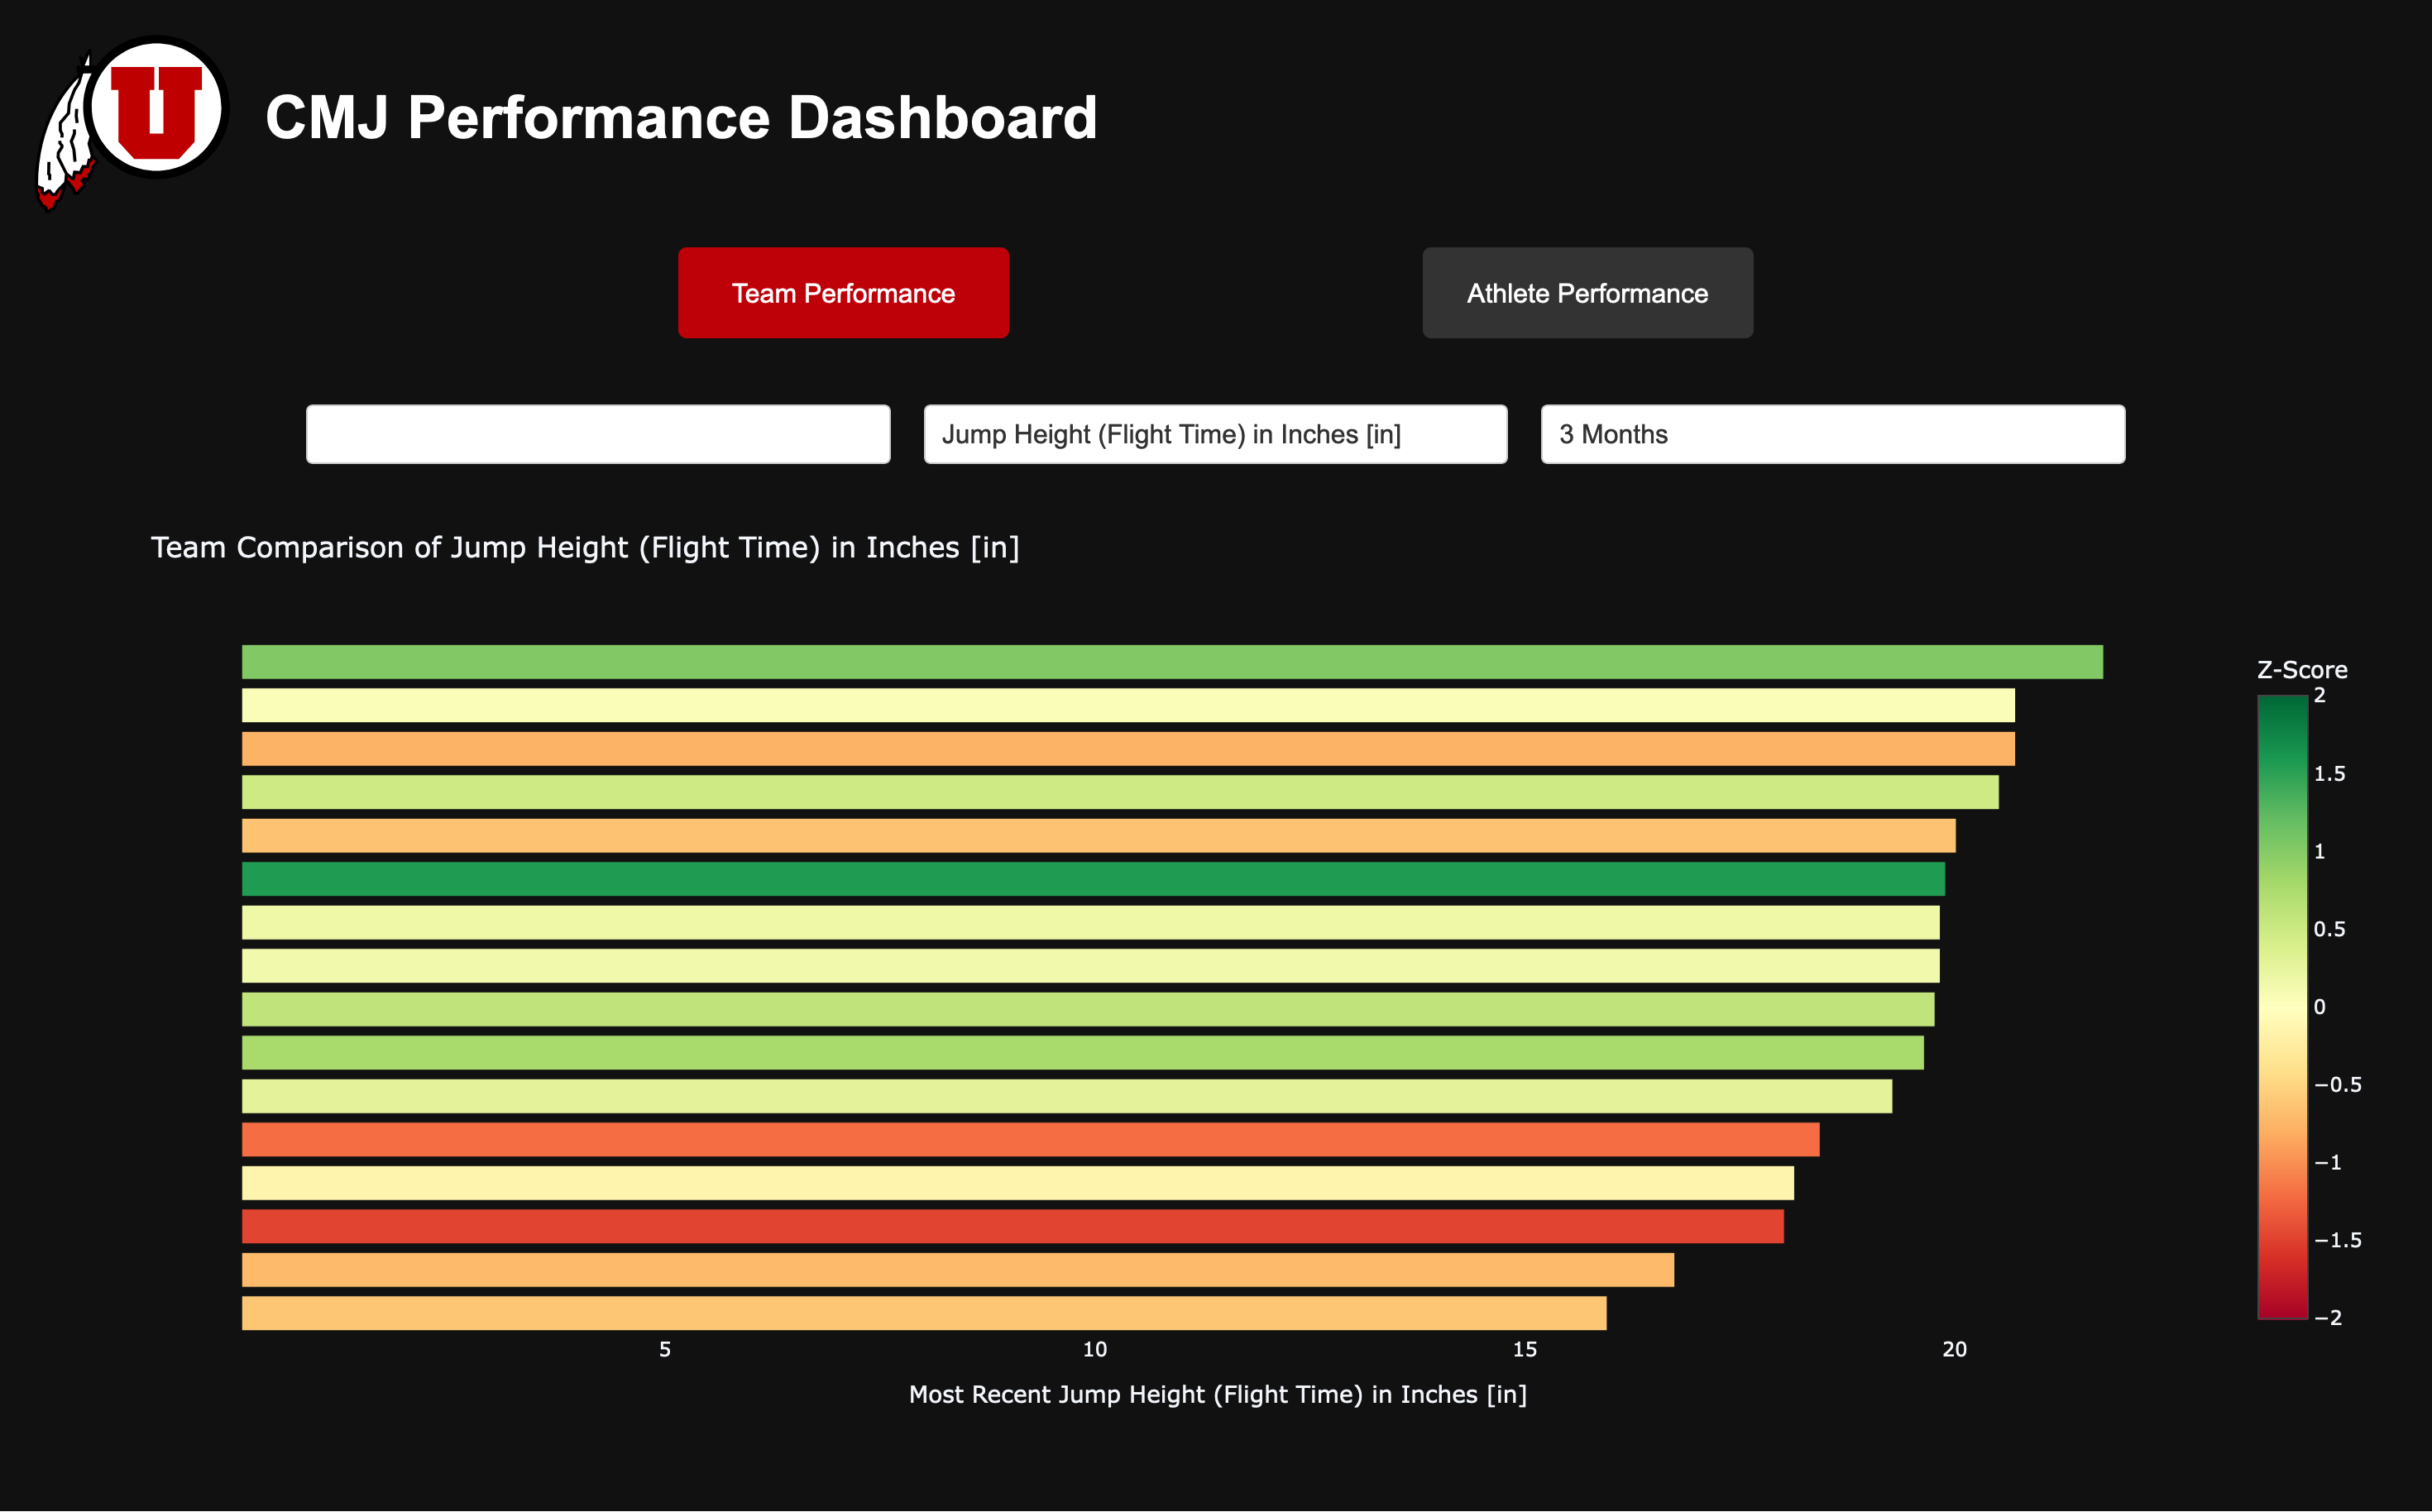 U
CMJ Performance Dashboard
Team Performance
Athlete Performance
Jump Height (Flight Time) in Inches [in]
3 Months
Team Comparison of Jump Height (Flight Time) in Inches [in]
Z-Score
2
1.5
1
0.5
0
−0.5
−1
−1.5
−2
5
10
15
20
Most Recent Jump Height (Flight Time) in Inches [in]